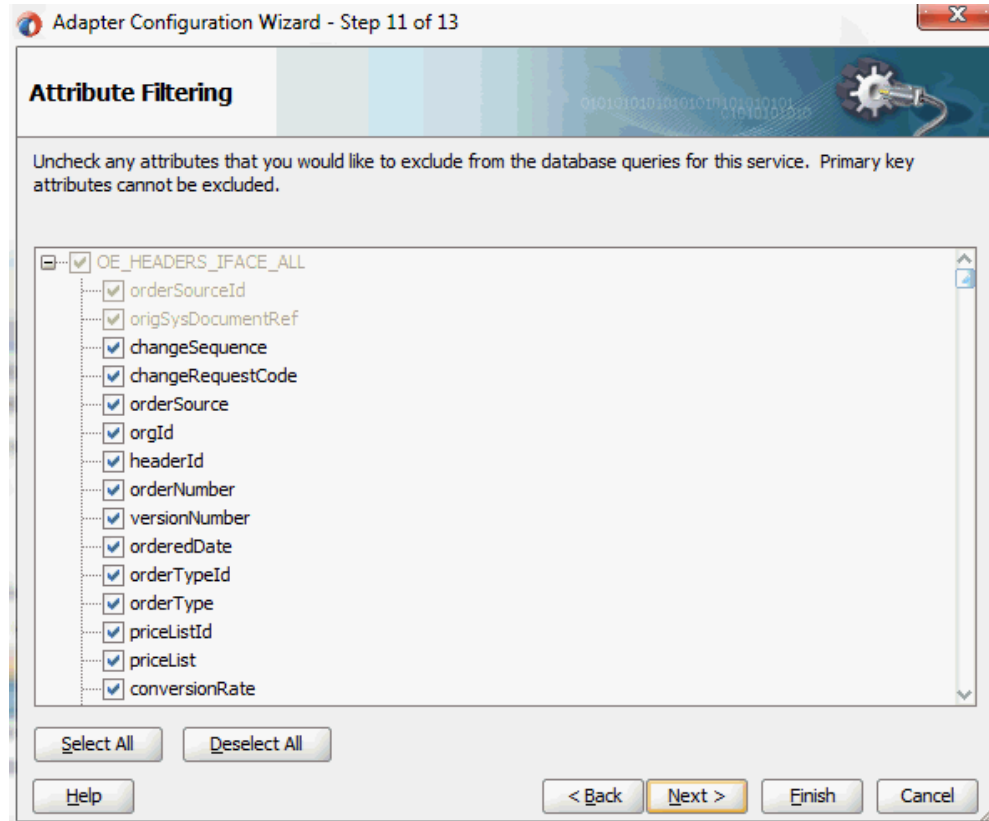 Adapter Configuration Wizard - Step 11 of 13
Attribute Filtering
Uncheck any attributes that you would like to exclude from the database queries for this service. Primary key
attributes cannot be excluded.
OE_HEADERS_IFACE_ALL
orderSourceId
origSysDocumentRef
changeSequence
changeRequestCode
orderSource
orgId
headerId
orderNumber
versionNumber
orderedDate
orderTypeId
orderType
priceListId
priceList
conversionRate
Select All Deselect All
Help < Back Next > Finish Cancel